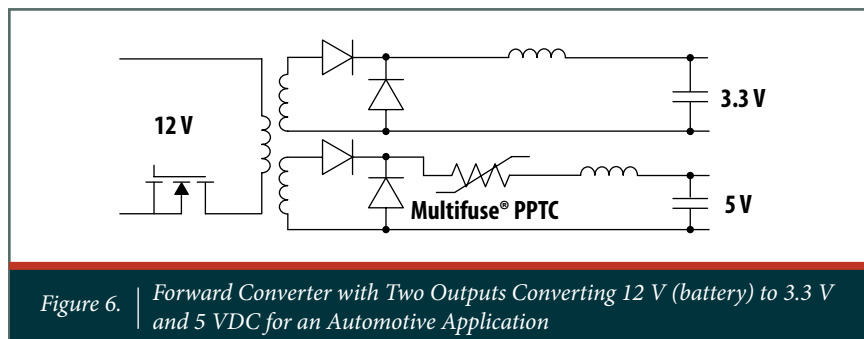 12 V
3.3 V
Multifuse® PPTC
5 V
Figure 6.
Forward Converter with Two Outputs Converting 12 V (battery) to 3.3 V
and 5 VDC for an Automotive Application